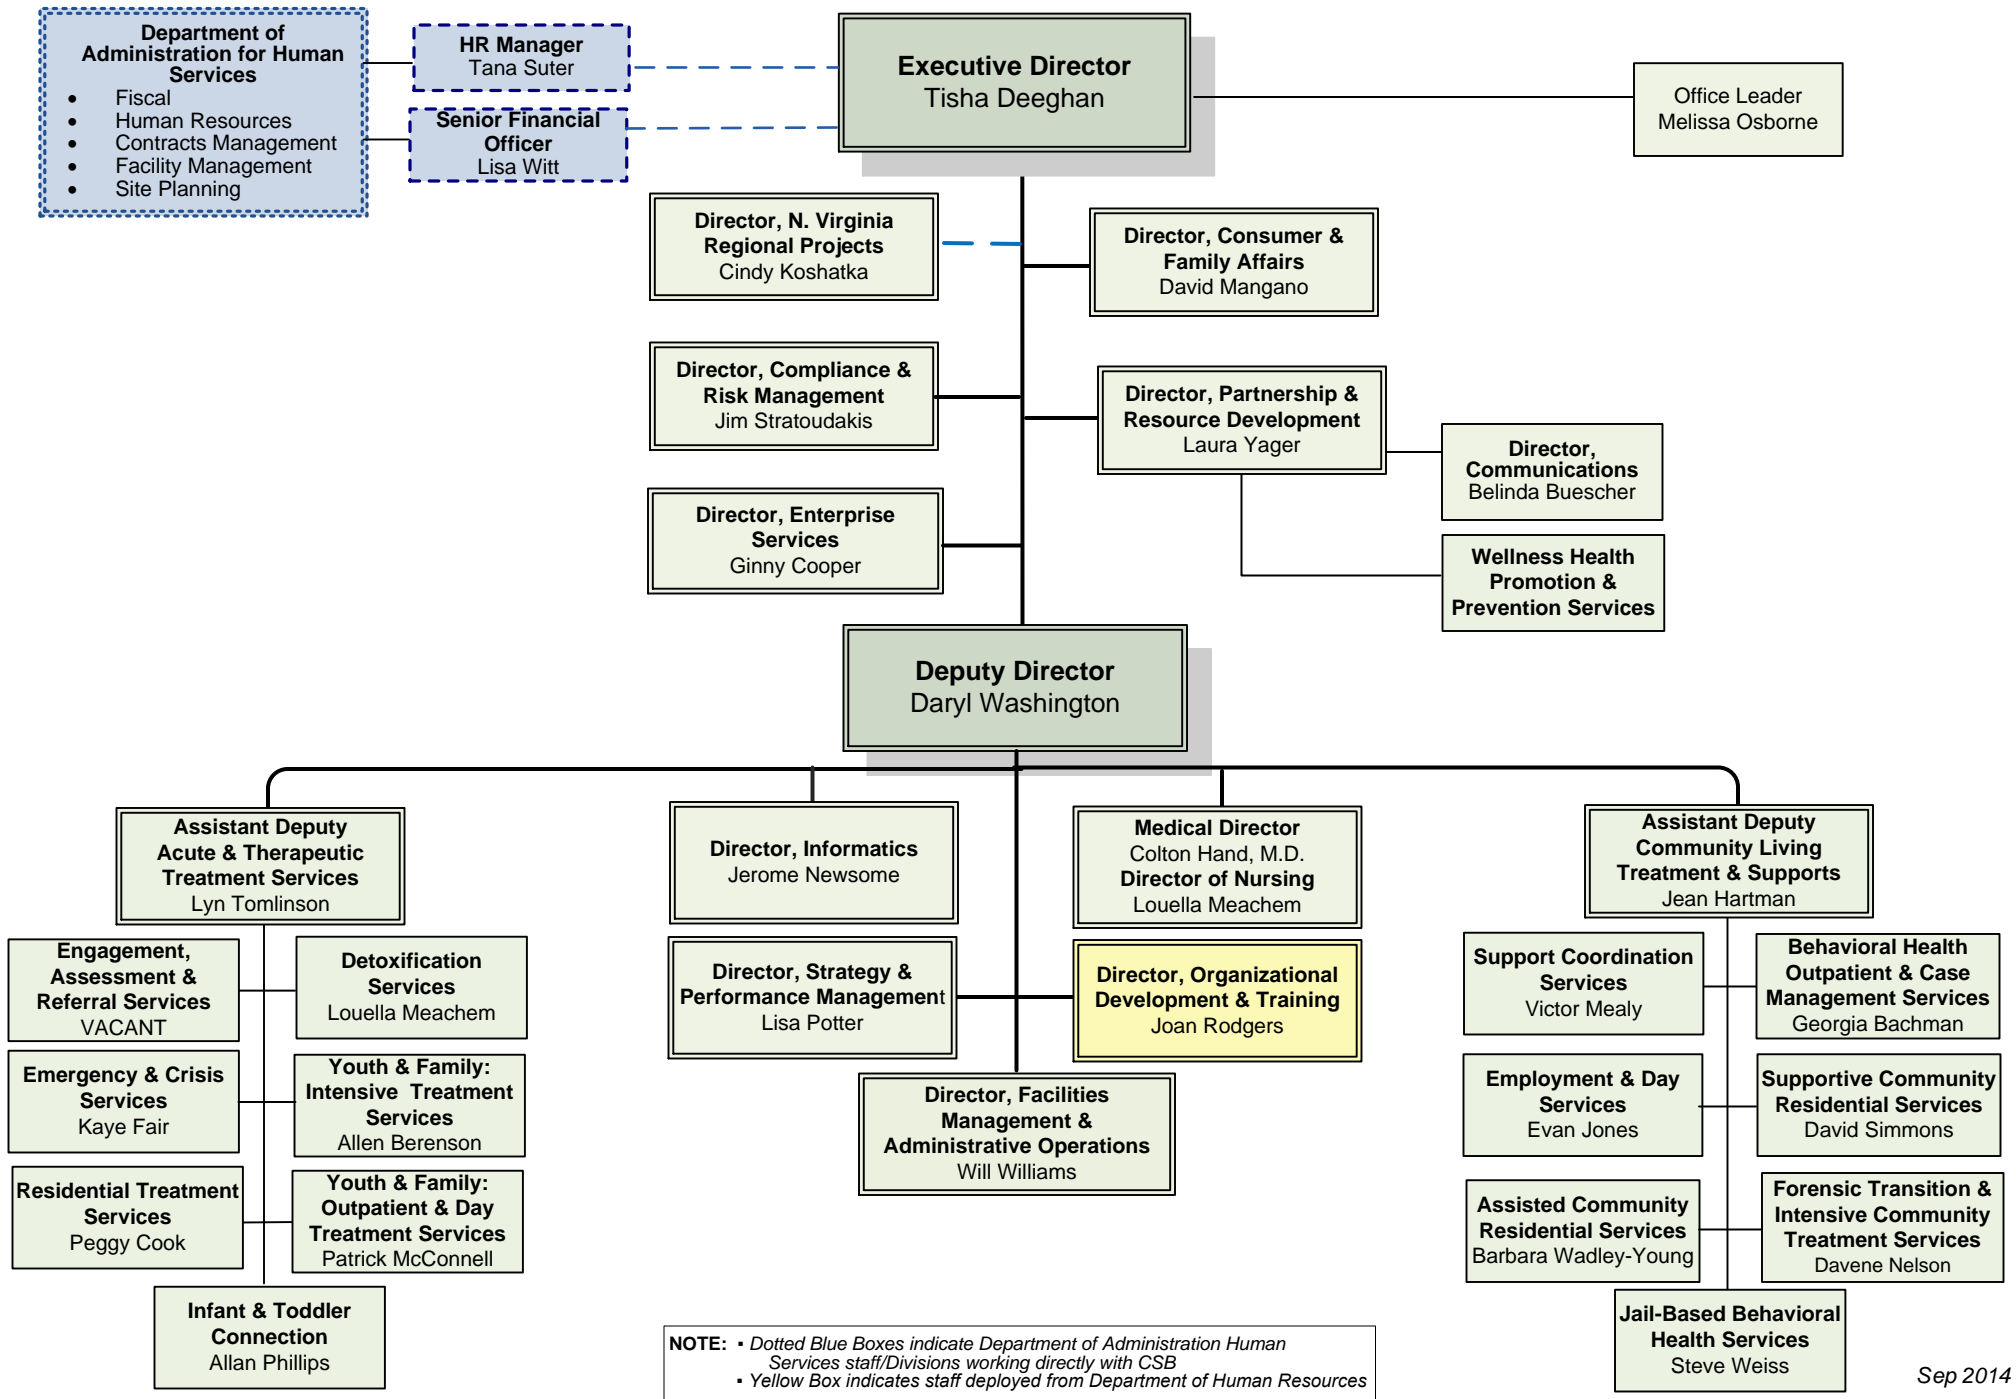 Department of
Administration for Human
Services
• Fiscal
• Human Resources
• Contracts Management
• Facility Management
• Site Planning
HR Manager
Tana Suter
Senior Financial
Officer
Lisa Witt
Executive Director
Tisha Deeghan
Office Leader
Melissa Osborne
Director, N. Virginia
Regional Projects
Cindy Koshatka
Director, Consumer &
Family Affairs
David Mangano
Director, Compliance &
Risk Management
Jim Stratoudakis
Director, Partnership &
Resource Development
Laura Yager
Director,
Communications
Belinda Buescher
Director, Enterprise
Services
Ginny Cooper
Wellness Health
Promotion &
Prevention Services
Deputy Director
Daryl Washington
Assistant Deputy
Acute & Therapeutic
Treatment Services
Lyn Tomlinson
Director, Informatics
Jerome Newsome
Medical Director
Colton Hand, M.D.
Director of Nursing
Louella Meachem
Assistant Deputy
Community Living
Treatment & Supports
Jean Hartman
Engagement,
Assessment &
Referral Services
VACANT
Detoxification
Services
Louella Meachem
Director, Strategy &
Performance Management
Lisa Potter
Director, Organizational
Development & Training
Joan Rodgers
Support Coordination
Services
Victor Mealy
Behavioral Health
Outpatient & Case
Management Services
Georgia Bachman
Emergency & Crisis
Services
Kaye Fair
Youth & Family:
Intensive Treatment
Services
Allen Berenson
Director, Facilities
Management &
Administrative Operations
Will Williams
Employment & Day
Services
Evan Jones
Supportive Community
Residential Services
David Simmons
Residential Treatment
Services
Peggy Cook
Youth & Family:
Outpatient & Day
Treatment Services
Patrick McConnell
Assisted Community
Residential Services
Barbara Wadley-Young
Forensic Transition &
Intensive Community
Treatment Services
Davene Nelson
Infant & Toddler
Connection
Allan Phillips
Jail-Based Behavioral
Health Services
Steve Weiss
NOTE: ▪ Dotted Blue Boxes indicate Department of Administration Human
Services staff/Divisions working directly with CSB
▪ Yellow Box indicates staff deployed from Department of Human Resources
Sep 2014